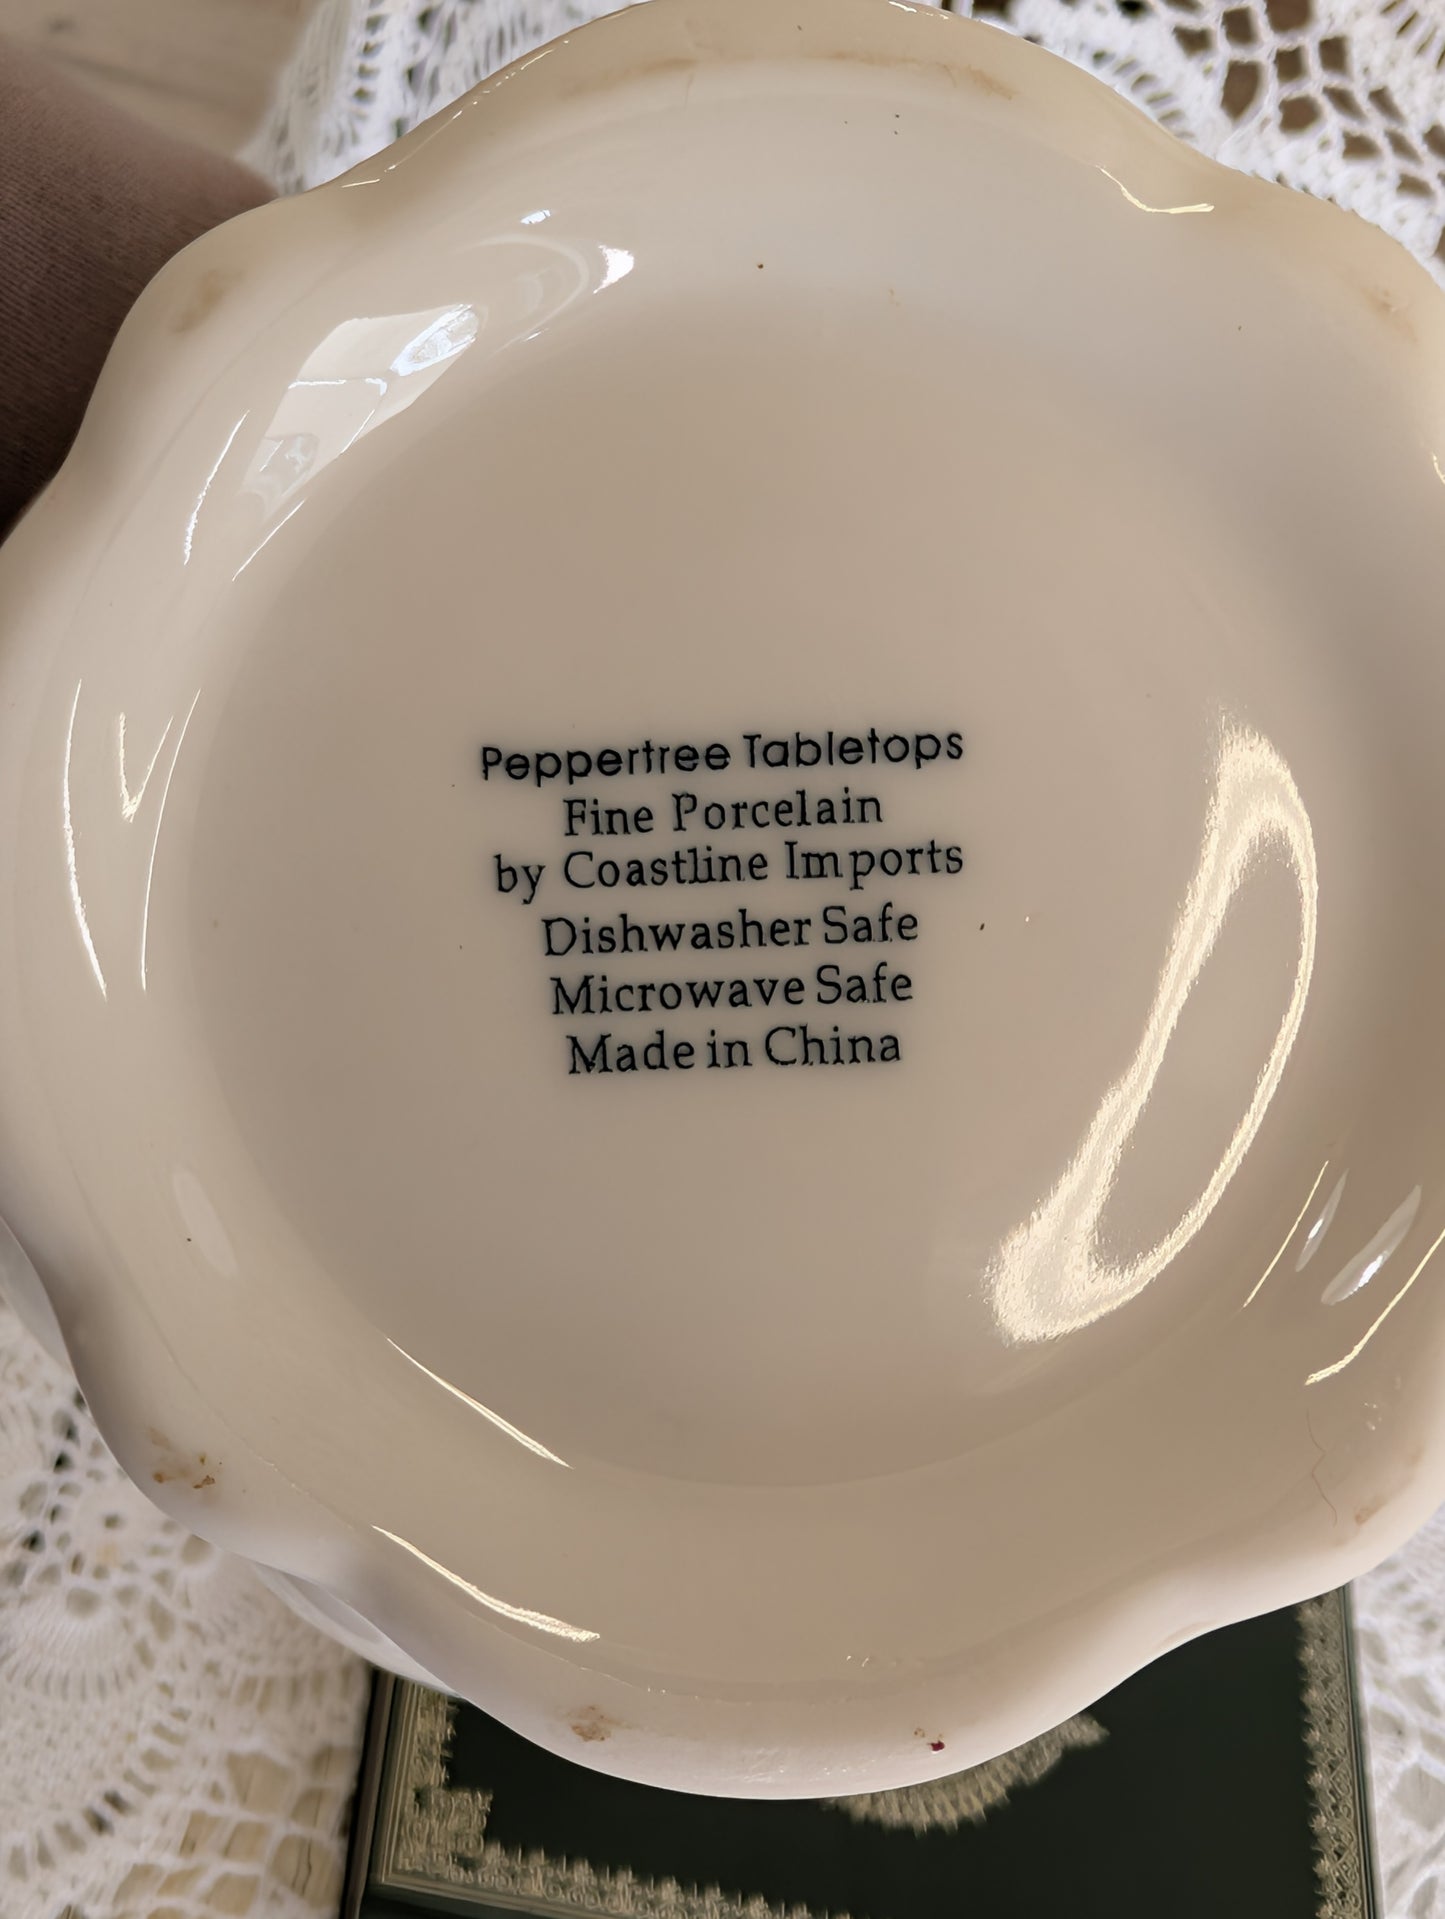 Peppertree Tabletops
Fine Porcelain
by Coastline Imports
Dishwasher Safe
Microwave Safe
Made in China